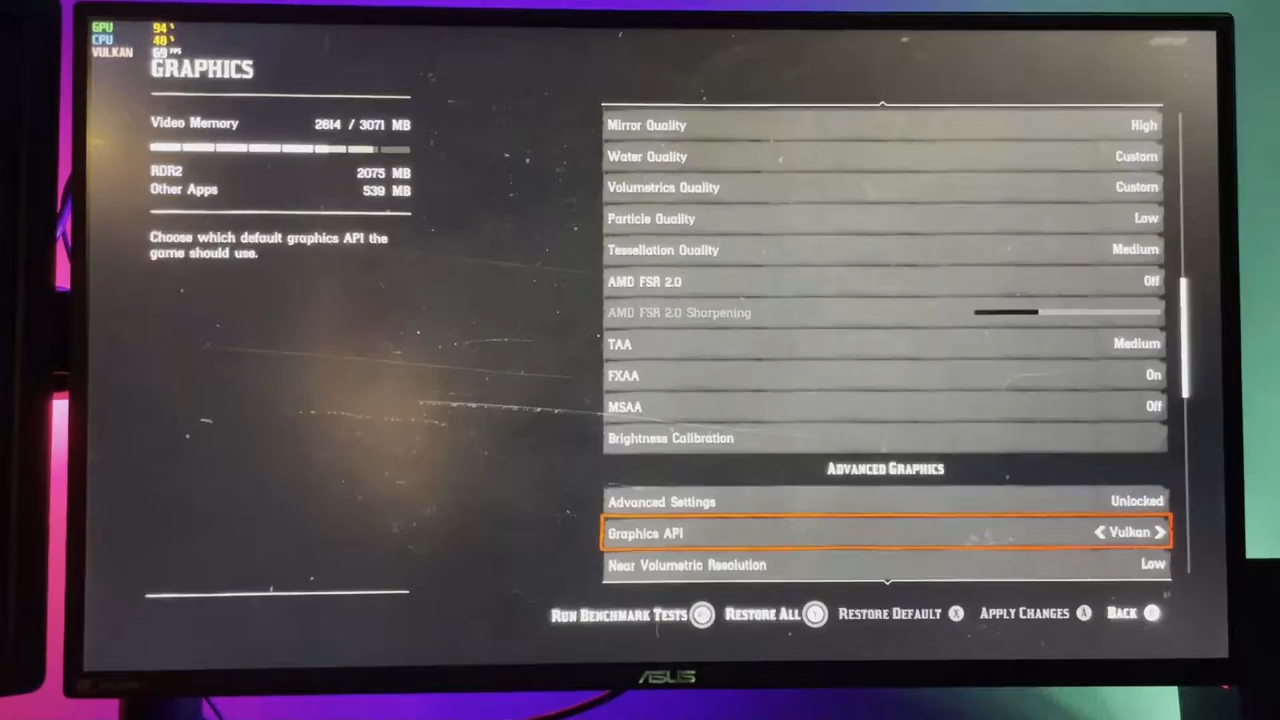 GPU 94 %
CPU 48 %
VULKAN 69 FPS
GRAPHICS
Video Memory 2614 / 3071 MB
RDR2 2075 MB
Other Apps 539 MB
Choose which default graphics API the
game should use.
Mirror Quality High
Water Quality Custom
Volumetrics Quality Custom
Particle Quality Low
Tessellation Quality Medium
AMD FSR 2.0 Off
AMD FSR 2.0 Sharpening
TAA Medium
FXAA On
MSAA Off
Brightness Calibration
ADVANCED GRAPHICS
Advanced Settings Unlocked
Graphics API Vulkan
Near Volumetric Resolution Low
RUN BENCHMARK TESTS RESTORE ALL Y RESTORE DEFAULT X APPLY CHANGES A BACK
ASUS